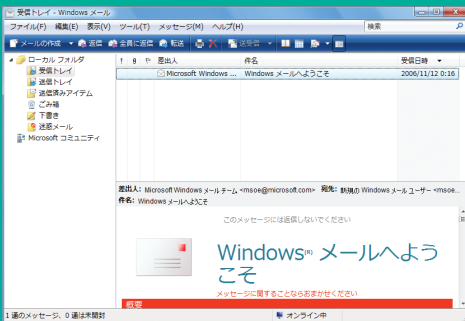 受信トレイ - Windows メール
ファイル(F) 編集(E) 表示(V) ツール(T) メッセージ(M) ヘルプ(H)
検索
メールの作成 返信 全員に返信 転送 送受信
ローカル フォルダ
受信トレイ
送信トレイ
送信済みアイテム
ごみ箱
下書き
迷惑メール
Microsoft コミュニティ
! 差出人 件名 受信日時
Microsoft Windows ... Windows メールへようこそ 2006/11/12 0:16
差出人: Microsoft Windows メール チーム <msoe@microsoft.com> 宛先: 新規の Windows メール ユーザー <msoe...
件名: Windows メールへようこそ
このメッセージには返信しないでください
Windows(R) メールへよう
こそ
メッセージに関することならおまかせください
概要
1 通のメッセージ、0 通は未開封
オンライン中